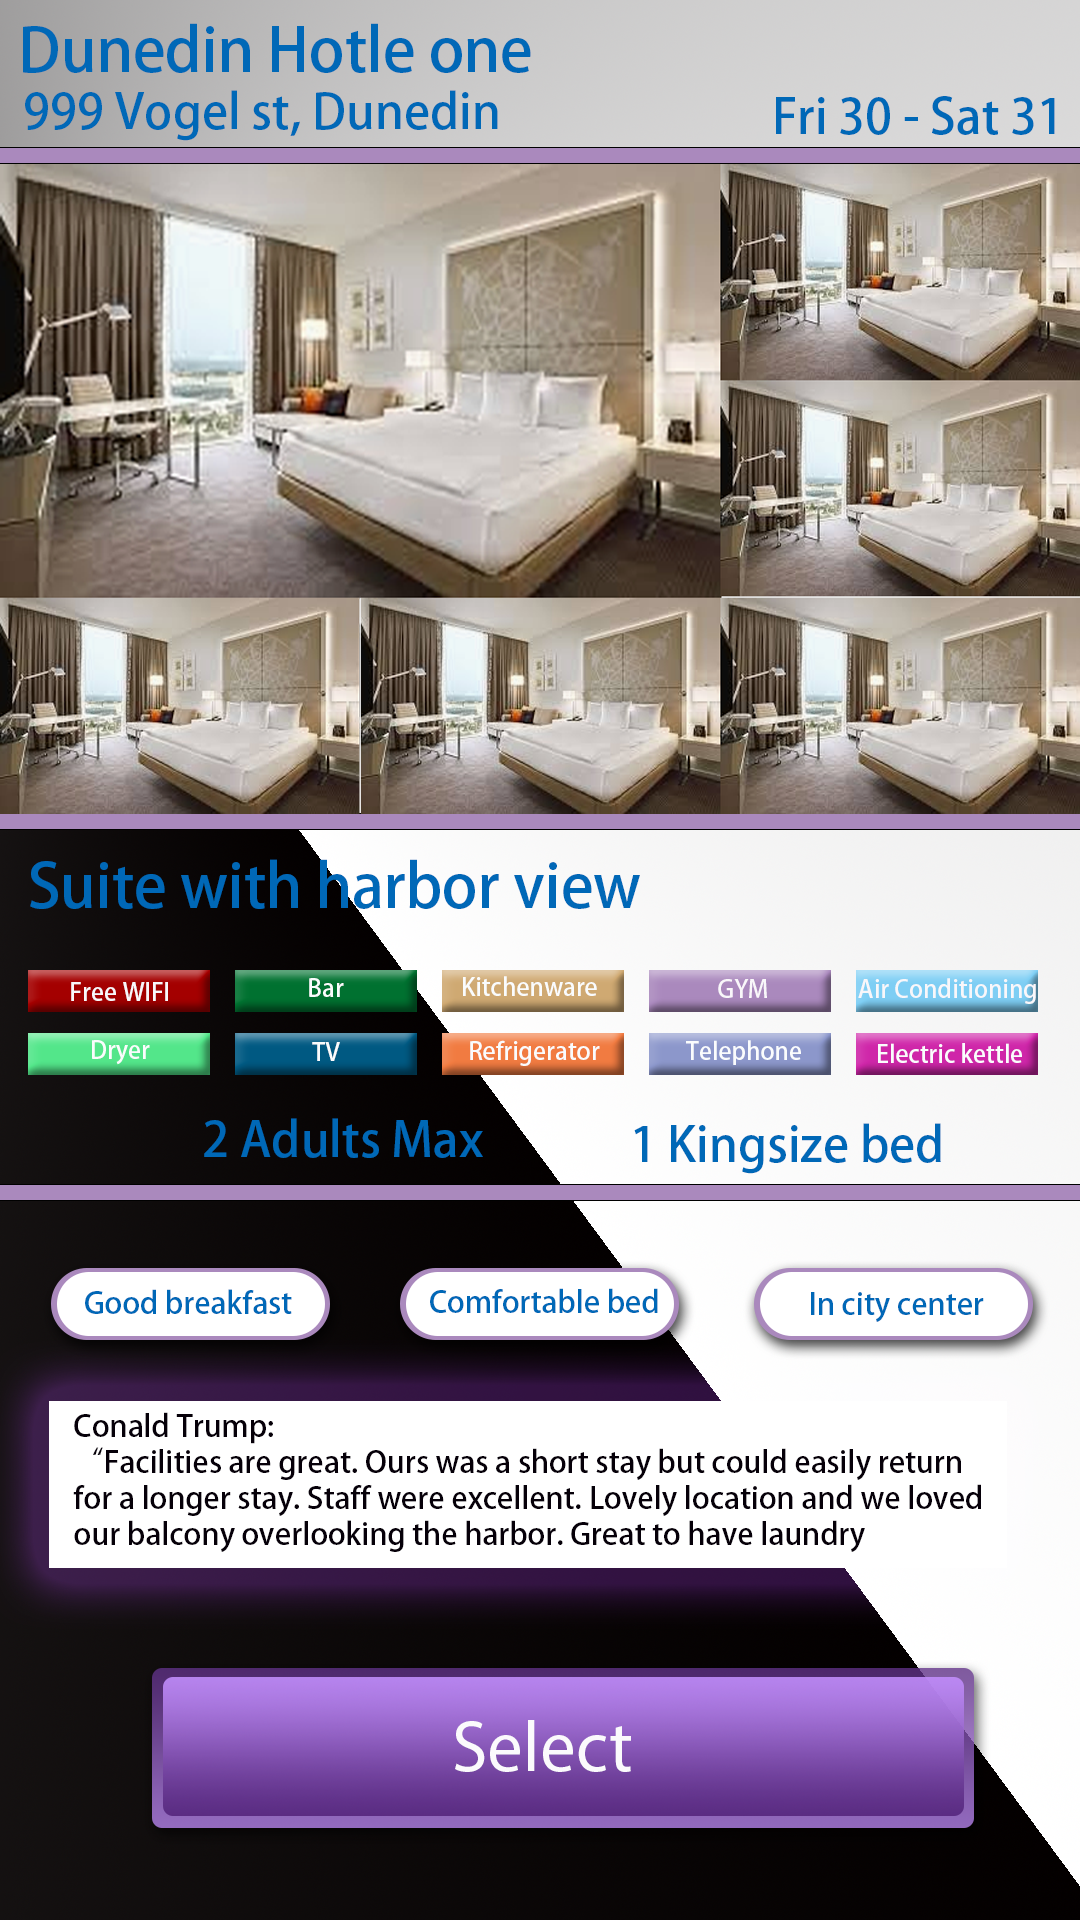 Dunedin Hotle one
999 Vogel st, Dunedin
Fri 30 - Sat 31
Suite with harbor view
Free WIFI
Bar
Kitchenware
GYM
Air Conditioning
Dryer
TV
Refrigerator
Telephone
Electric kettle
2 Adults Max
1 Kingsize bed
Good breakfast
Comfortable bed
In city center
Conald Trump:
“Facilities are great. Ours was a short stay but could easily return
for a longer stay. Staff were excellent. Lovely location and we loved
our balcony overlooking the harbor. Great to have laundry
Select